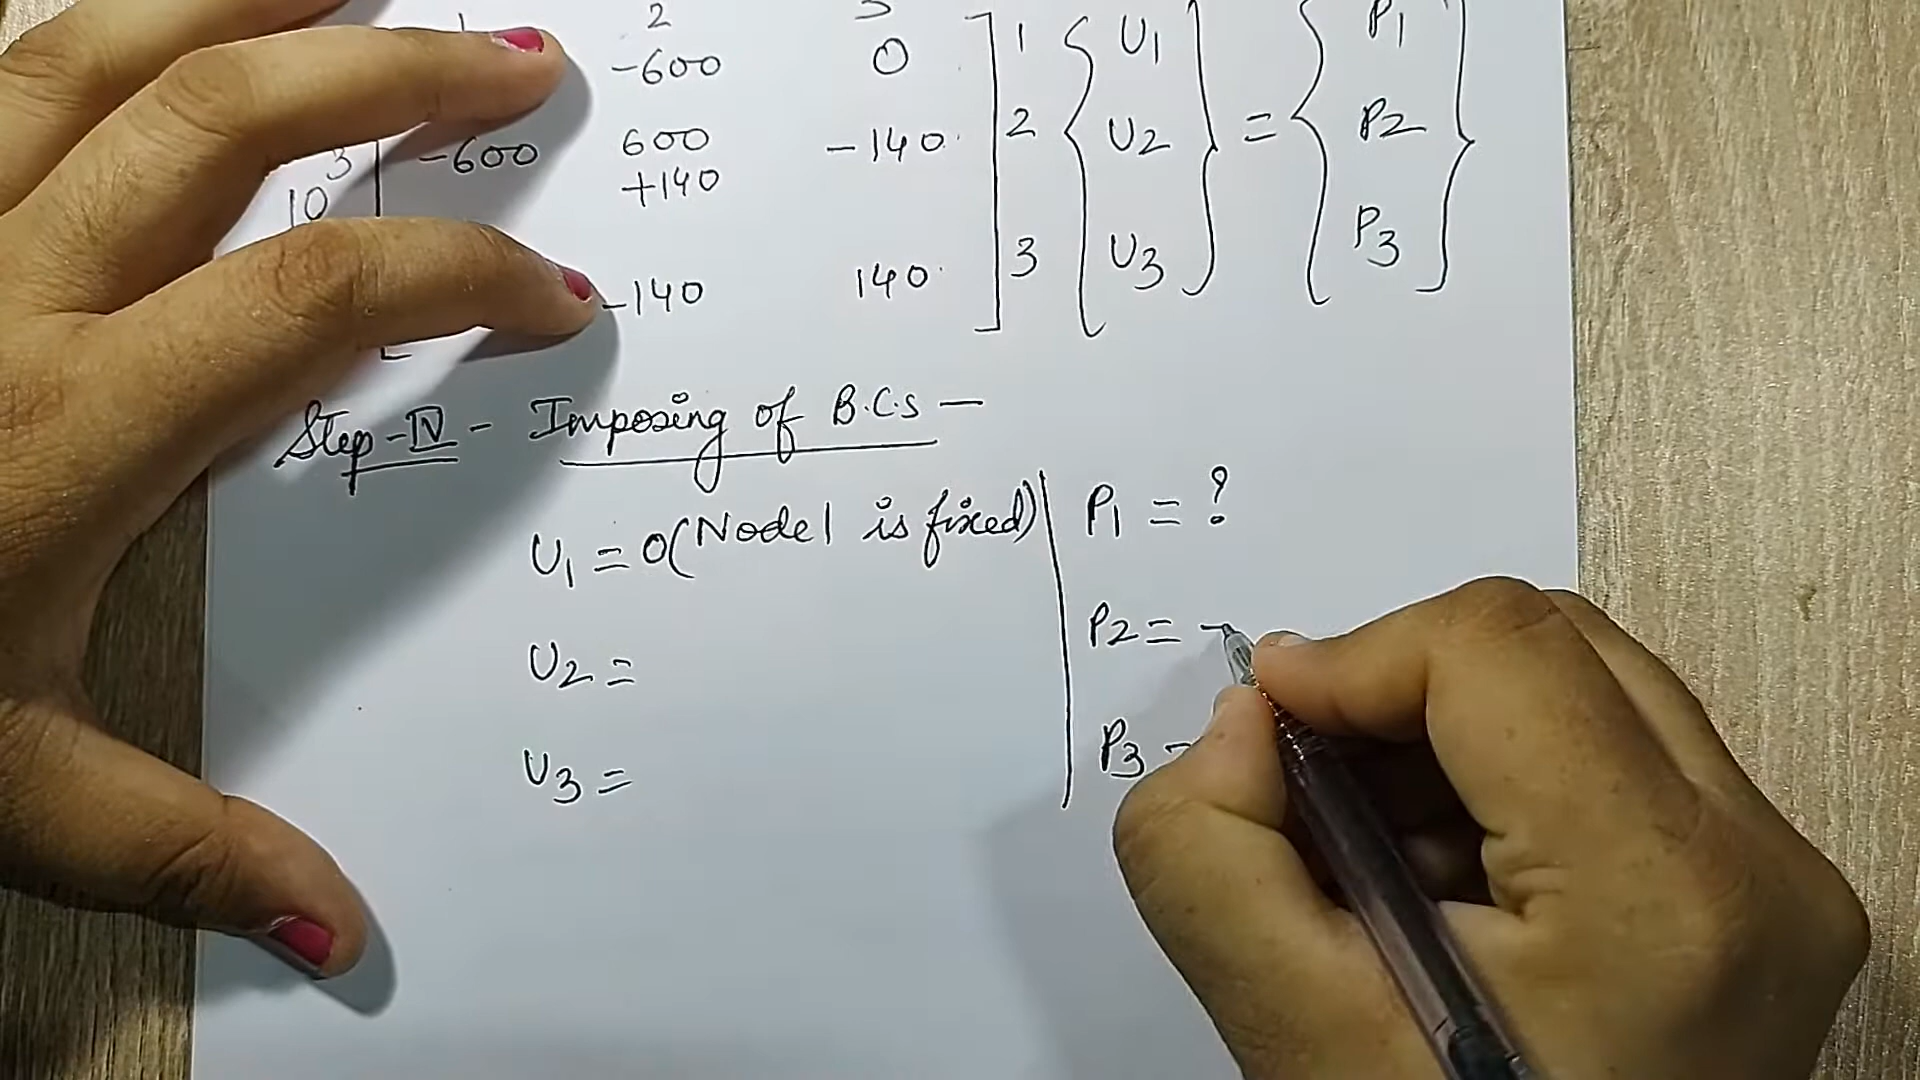 2
-600 0 ] 1 { U1 } = { P1 }
10^3 [ -600 600 +140 -140 2 U2 P2
-140 140 3 U3 P3
Step-IV - Imposing of B.C.s -
U1 = 0 (Node 1 is fixed) | P1 = ?
U2 = P2 = -
U3 = P3 -